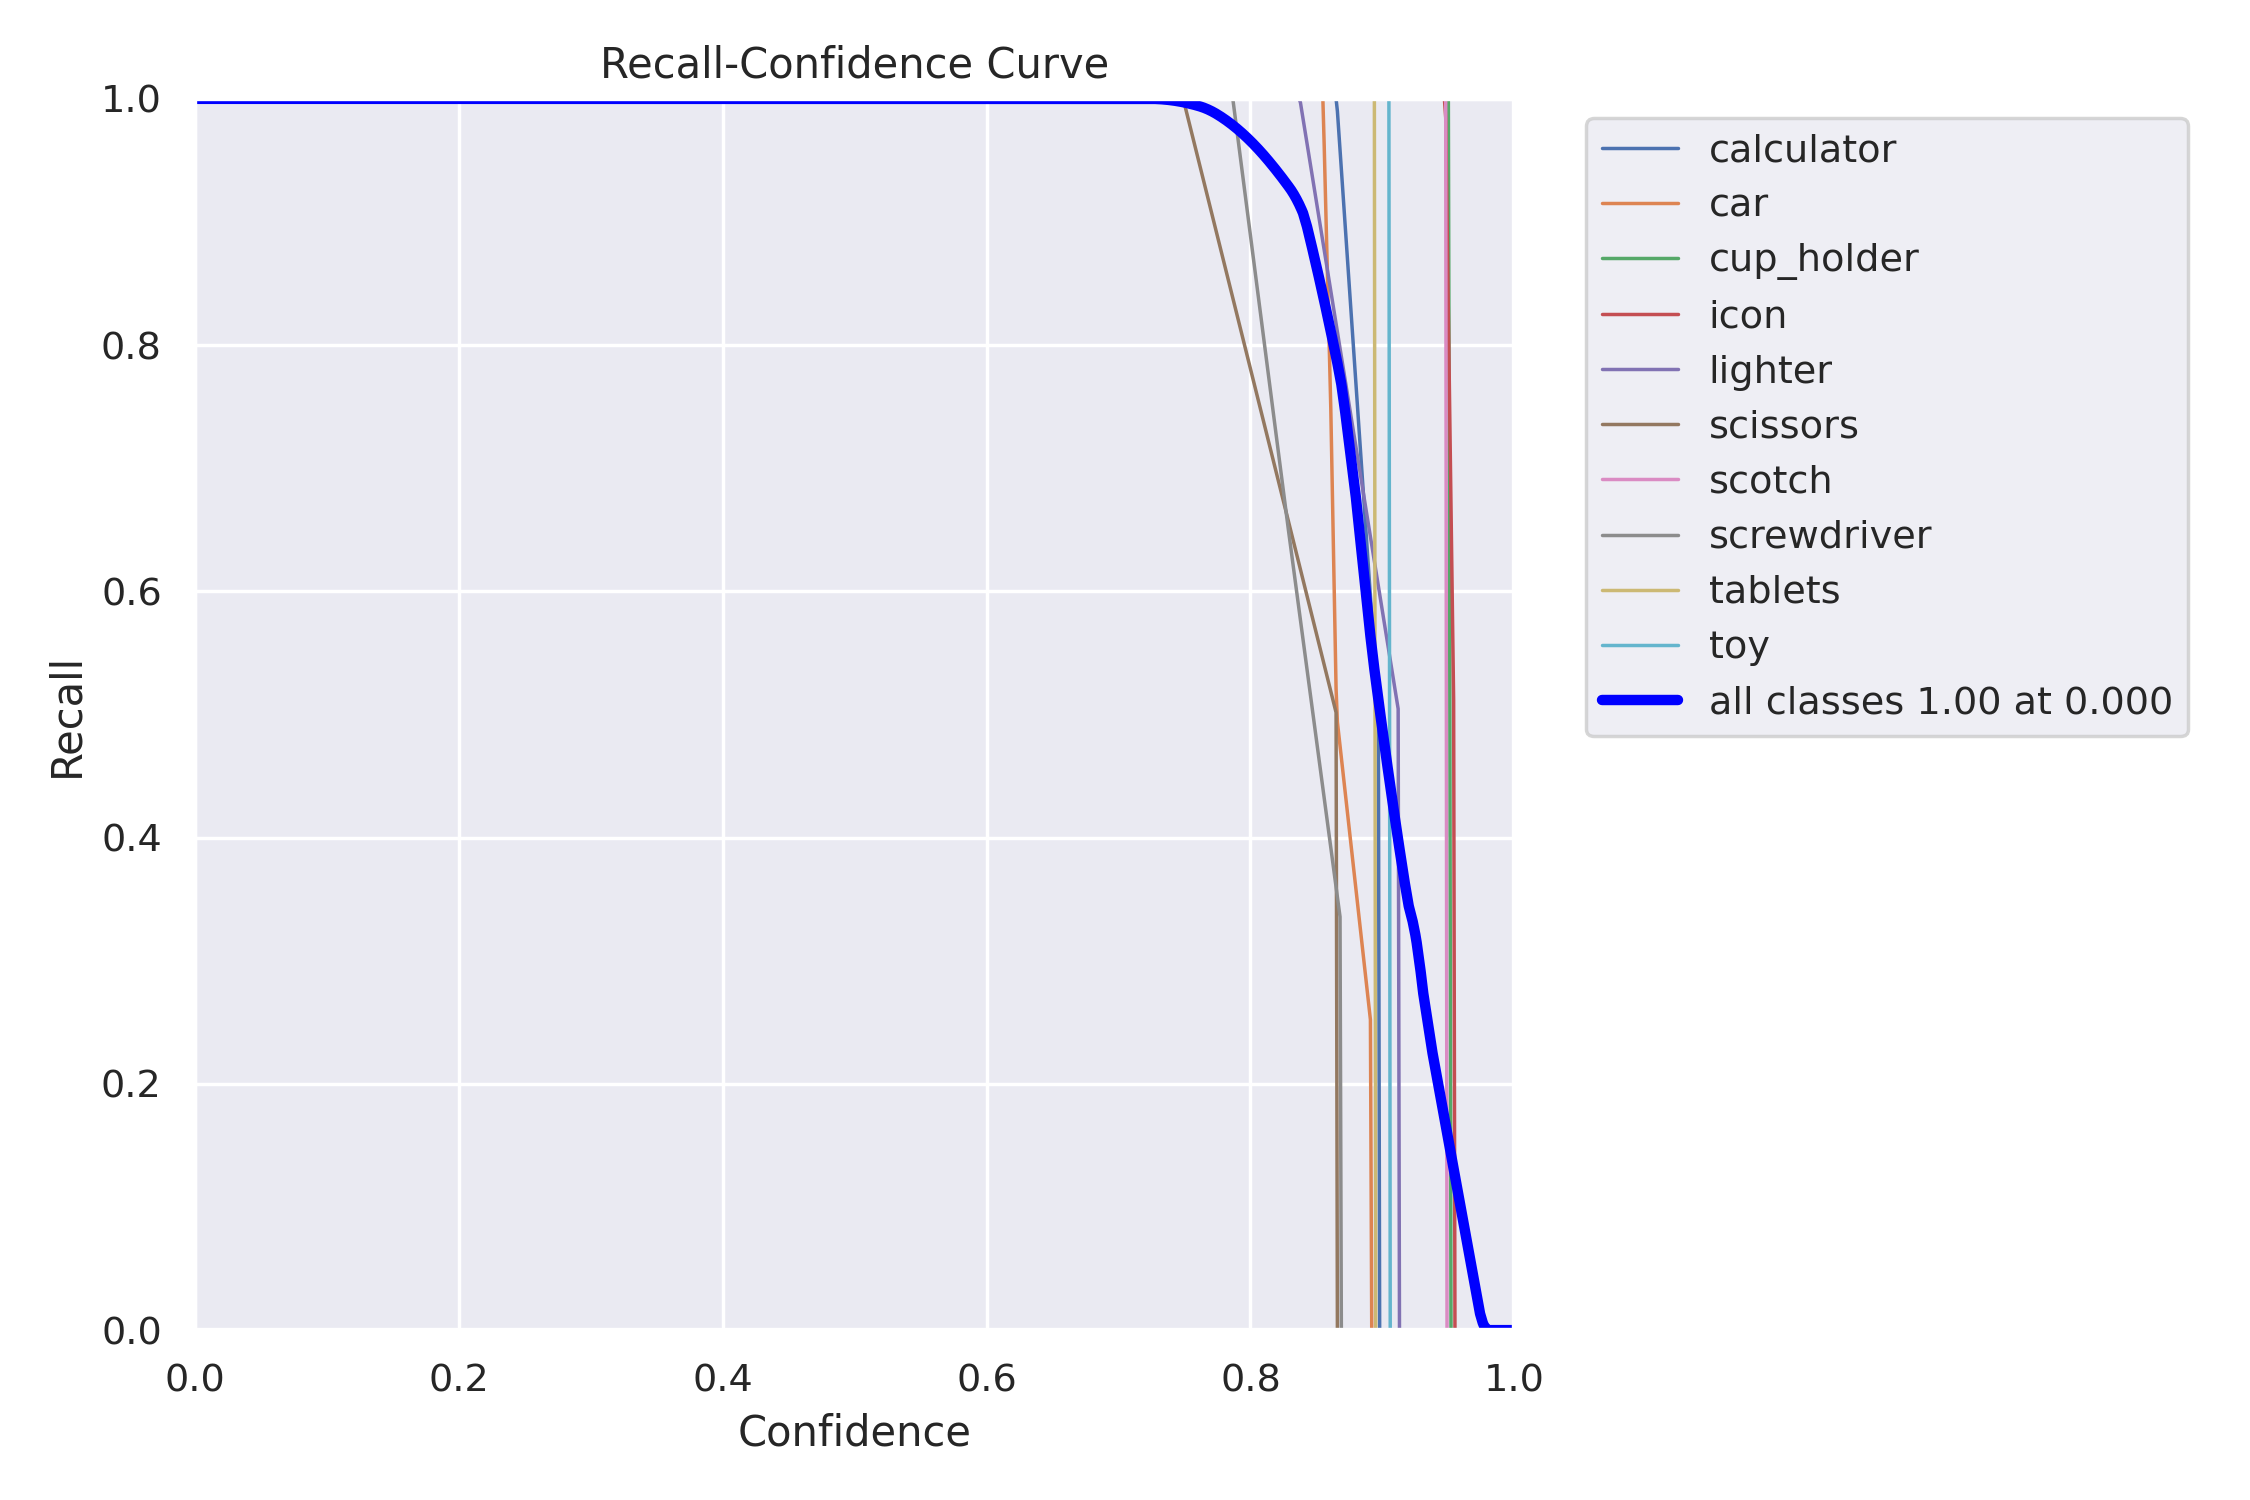 Recall-Confidence Curve
1.0
0.8
0.6
0.4
0.2
0.0
Recall
0.0 0.2 0.4 0.6 0.8 1.0
Confidence
calculator
car
cup_holder
icon
lighter
scissors
scotch
screwdriver
tablets
toy
all classes 1.00 at 0.000